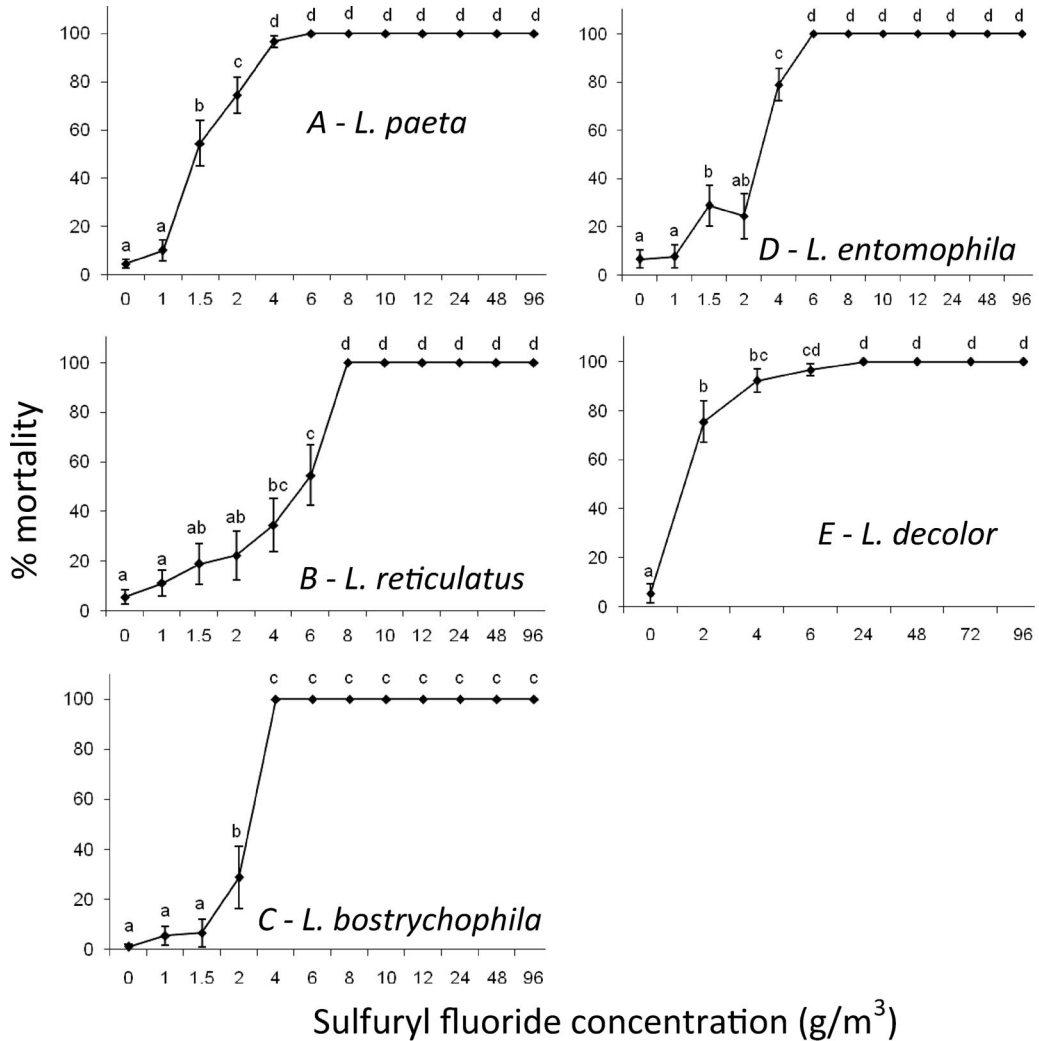 % mortality
d d d d d d d d
c
b
a a
100
80
60
40
20
0
0 1 1.5 2 4 6 8 10 12 24 48 96
A - L. paeta
d d d d d d d
c
b ab
a a
100
80
60
40
20
0
0 1 1.5 2 4 6 8 10 12 24 48 96
D - L. entomophila
d d d d d d
c
bc
ab ab
a a
100
80
60
40
20
0
0 1 1.5 2 4 6 8 10 12 24 48 96
B - L. reticulatus
bc cd d d d d
b
a
100
80
60
40
20
0
0 2 4 6 24 48 72 96
E - L. decolor
c c c c c c c c
b
a a a
100
80
60
40
20
0
0 1 1.5 2 4 6 8 10 12 24 48 96
C - L. bostrychophila
Sulfuryl fluoride concentration (g/m³)